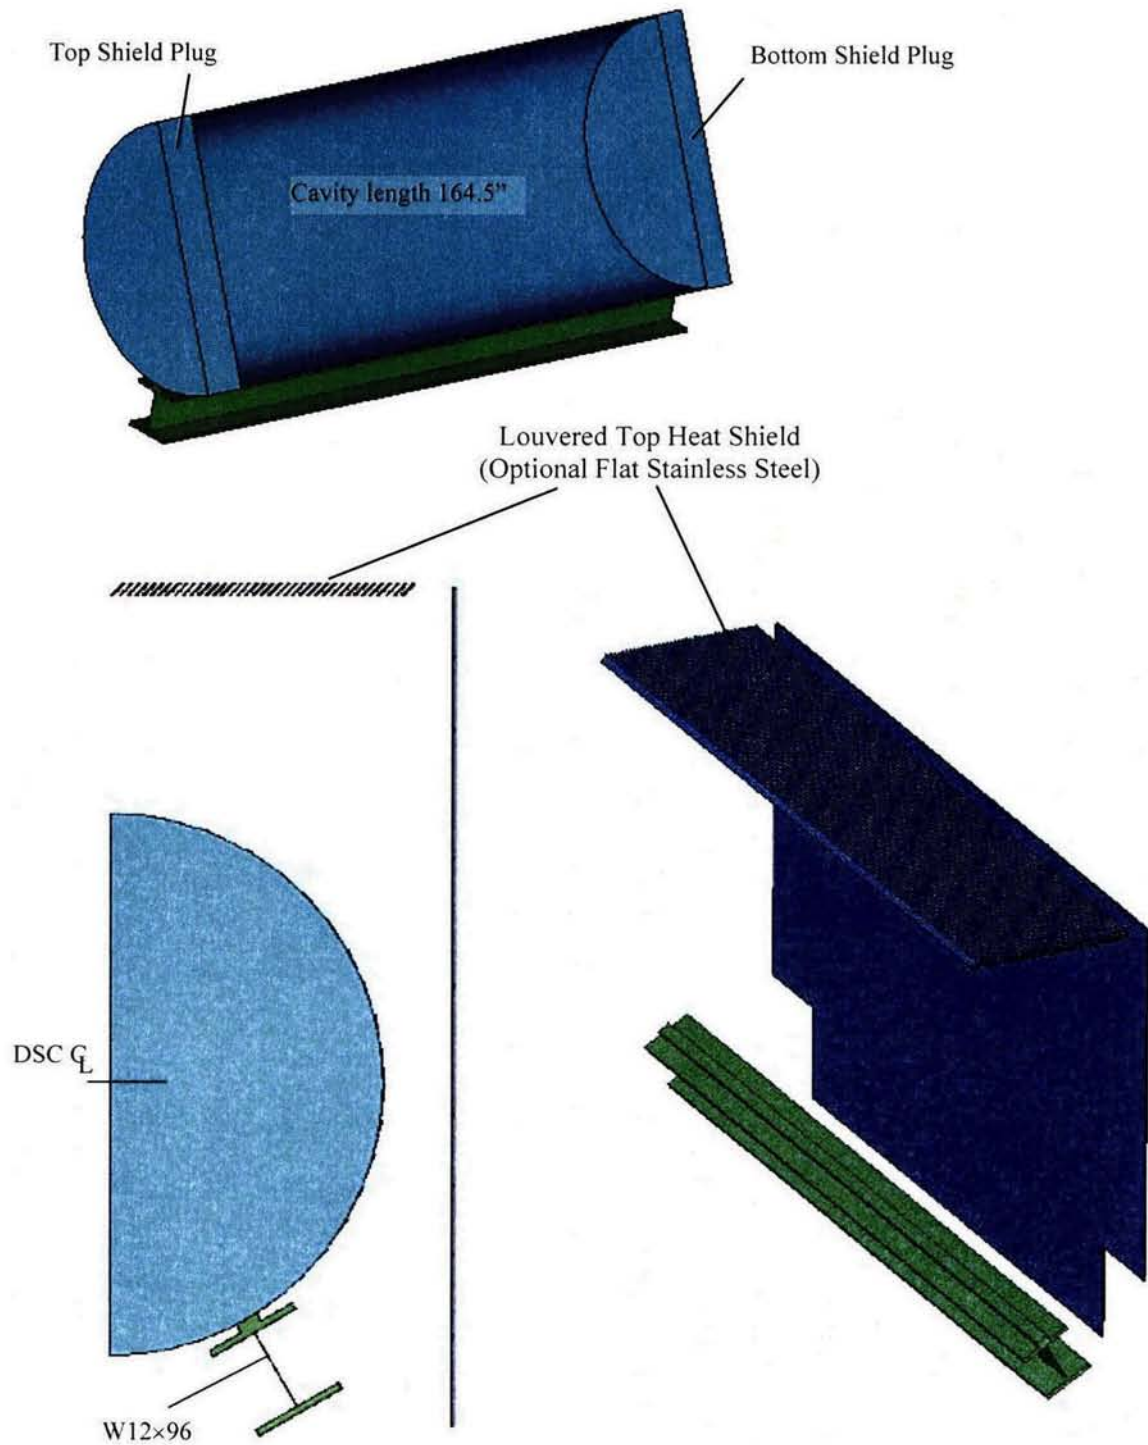 Top Shield Plug
Bottom Shield Plug
Cavity length 164.5”
Louvered Top Heat Shield
(Optional Flat Stainless Steel)
DSC ℄
W12×96